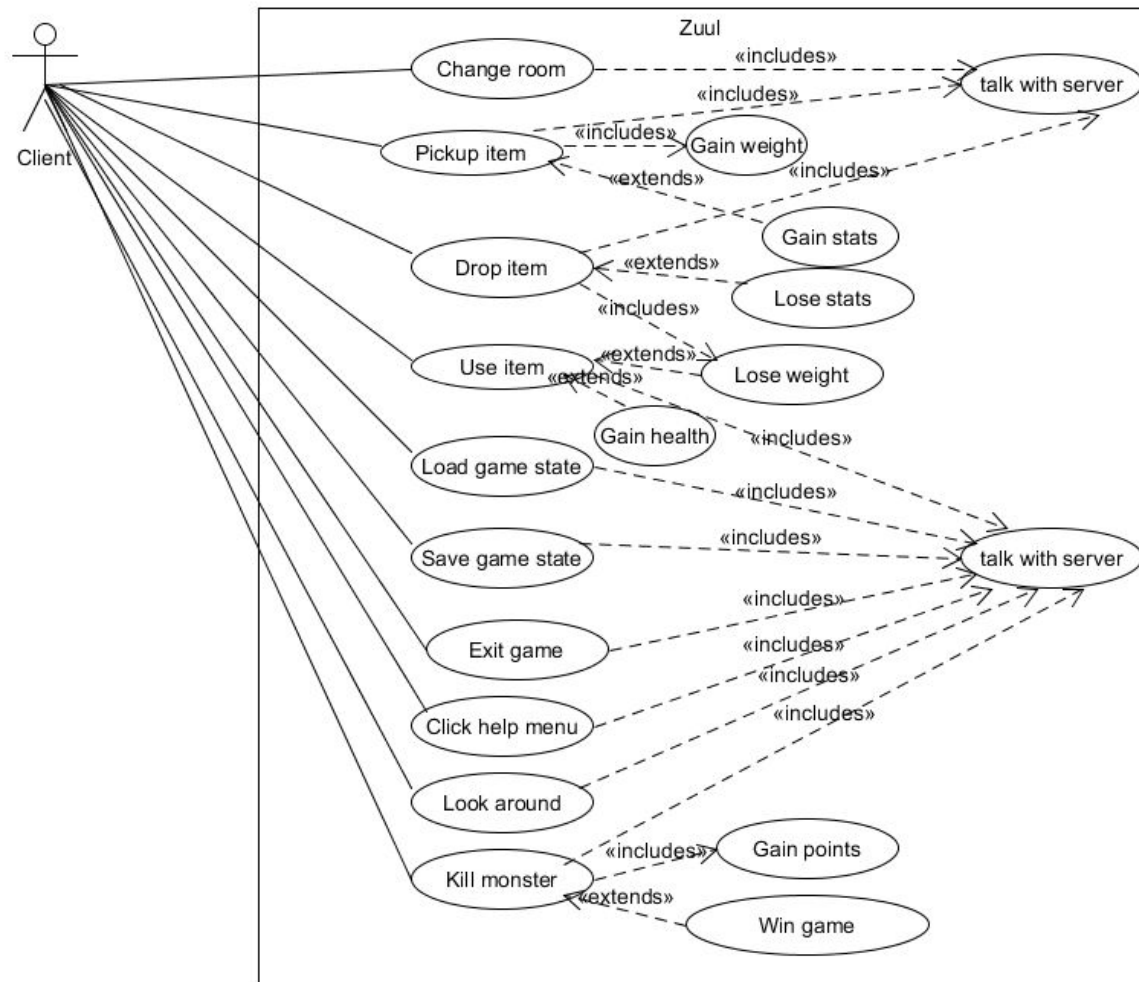 Zuul
Change room
«includes»
talk with server
«includes»
Client
Pickup item
«includes»
Gain weight
«includes»
«extends»
Gain stats
Drop item
«extends»
Lose stats
«includes»
Use item
«extends»
Lose weight
«extends»
Gain health
«includes»
Load game state
«includes»
Save game state
«includes»
talk with server
Exit game
«includes»
Click help menu
«includes»
«includes»
Look around
«includes»
Kill monster
«includes»
Gain points
«extends»
Win game